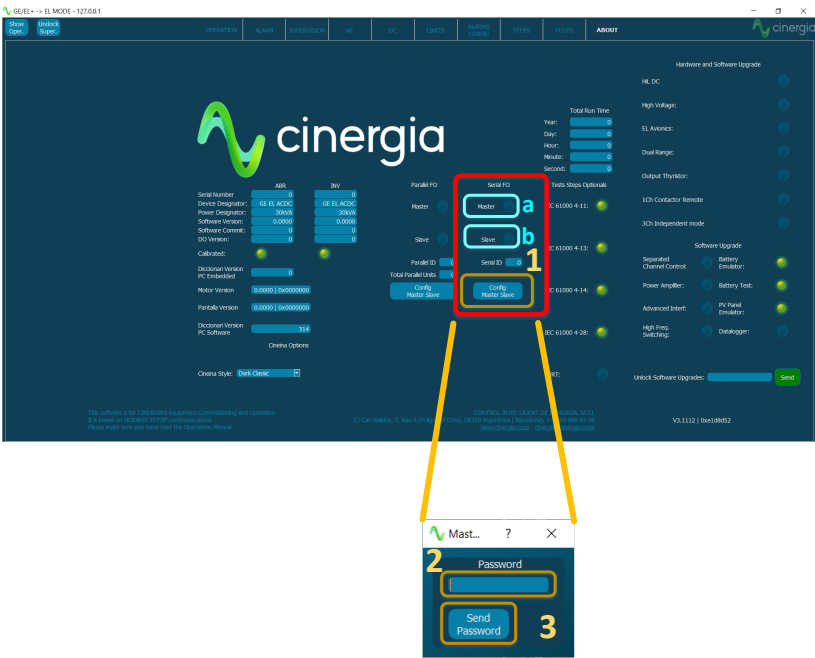 GE/EL+ -> EL MODE - 127.0.0.1
Show Oper.
Undock Super.
OPERATION
ALARM
SUPERVISION
AC
DC
LIMITS
ALARMS CONFIG.
STEPS
PLOTS
ABOUT
cinergia
cinergia
Hardware and Software Upgrade
HiL DC
High Voltage:
EL Avionics:
Dual Range:
Output Thyristor:
1Ch Contactor Remote
3Ch Independent mode
Total Run Time
Year: 0
Day: 0
Hour: 0
Minute: 0
Second: 0
ABR INV
Serial Number 0 0
Device Designator: GE EL ACDC GE EL ACDC
Power Designator: 30kVA 30kVA
Software Version: 0.0000 0.0000
Software Commit: 0 0
DO Version: 0 0
Calibrated:
Diccionari Version
PC Embedded 0
Motor Version 0.0000 | 0x0000000
Pantalla Version 0.0000 | 0x0000000
Diccionari Version
PC Software 314
Cineina Options
Cineina Style: Dark Classic
Parallel FO
Master
Slave
Parallel ID 0
Total Parallel Units 0
Config
Master Slave
Serial FO
Master a
Slave b
Serial ID 0
1
Config
Master Slave
Tests Steps Optionals
EC 61000 4-11:
EC 61000 4-13:
EC 61000 4-14:
IEC 61000 4-28:
VRT:
Software Upgrade
Separated
Channel Control:
Battery
Emulator:
Power Amplifier:
Battery Test:
Advanced Interf:
PV Panel
Emulator:
High Freq.
Switching:
Datalogger:
Unlock Software Upgrades:
Send
This software is for CINERGIA's equipment Commissioning and Operation
It is based on MODBUS TCP/IP communications
Please make sure you have read the Operations Manual
V3.1112 | 0xe1d8d52
Mast... ?
2
Password
Send
Password
3